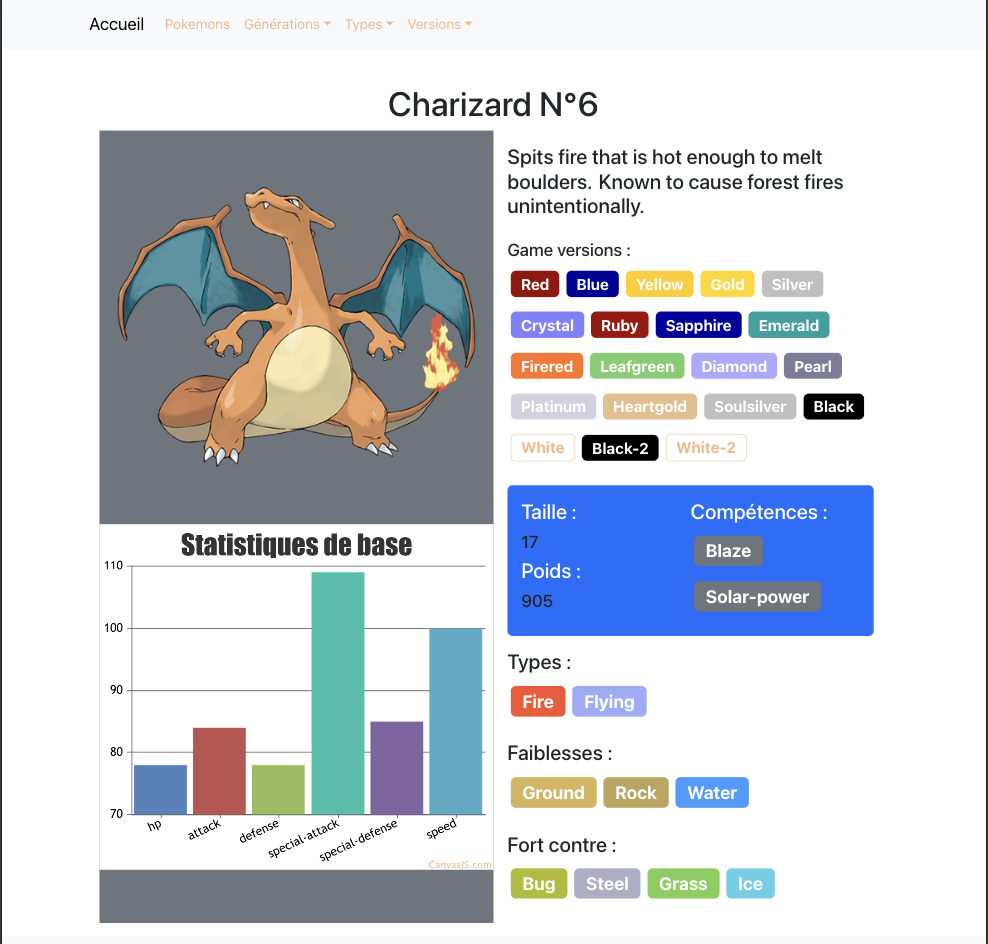 Accueil Pokemons Générations Types Versions
Charizard N°6
Spits fire that is hot enough to melt
boulders. Known to cause forest fires
unintentionally.
Game versions :
Red Blue Yellow Gold Silver
Crystal Ruby Sapphire Emerald
Firered Leafgreen Diamond Pearl
Platinum Heartgold Soulsilver Black
White Black-2 White-2
Taille :
17
Poids :
905
Compétences :
Blaze
Solar-power
Types :
Fire Flying
Faiblesses :
Ground Rock Water
Fort contre :
Bug Steel Grass Ice
Statistiques de base
110
100
90
80
70
hp attack defense special-attack special-defense speed
CanvasJS.com